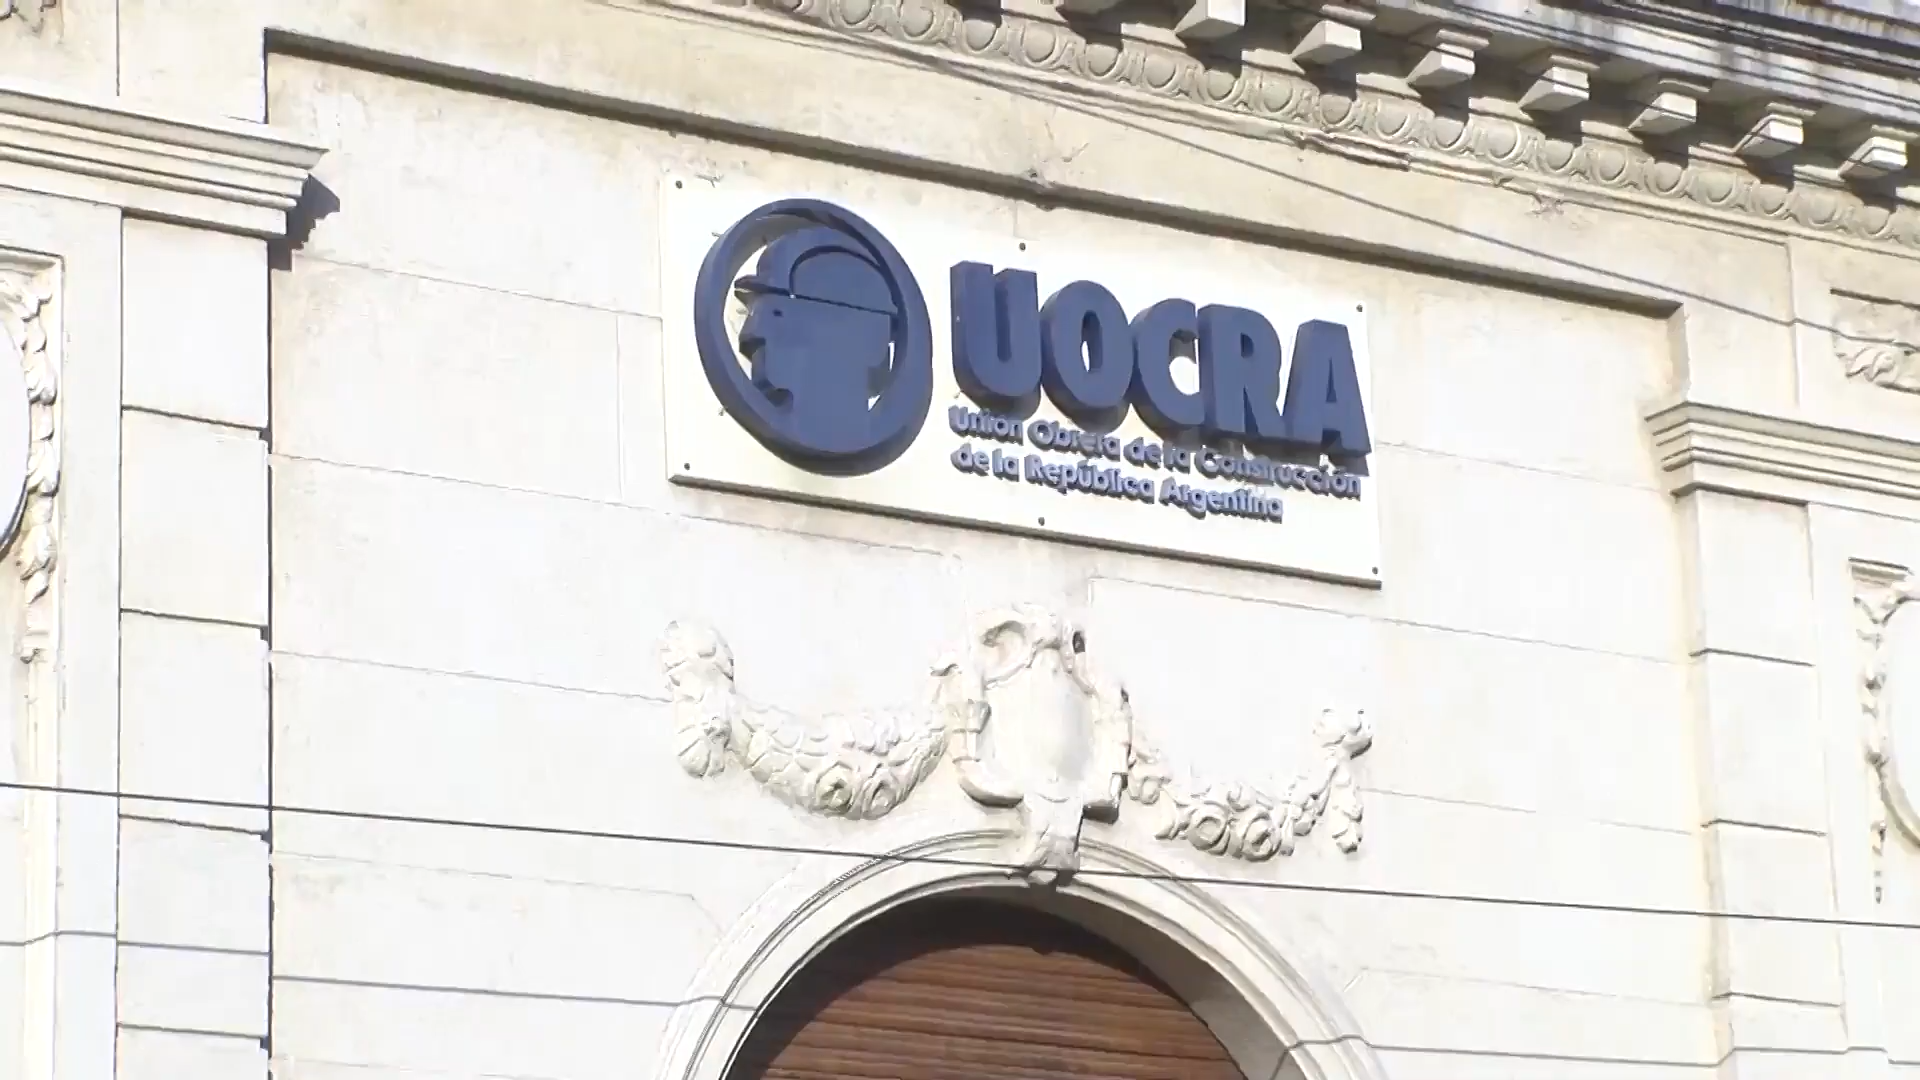 UOCRA
Unión Obrera de la Construcción
de la República Argentina